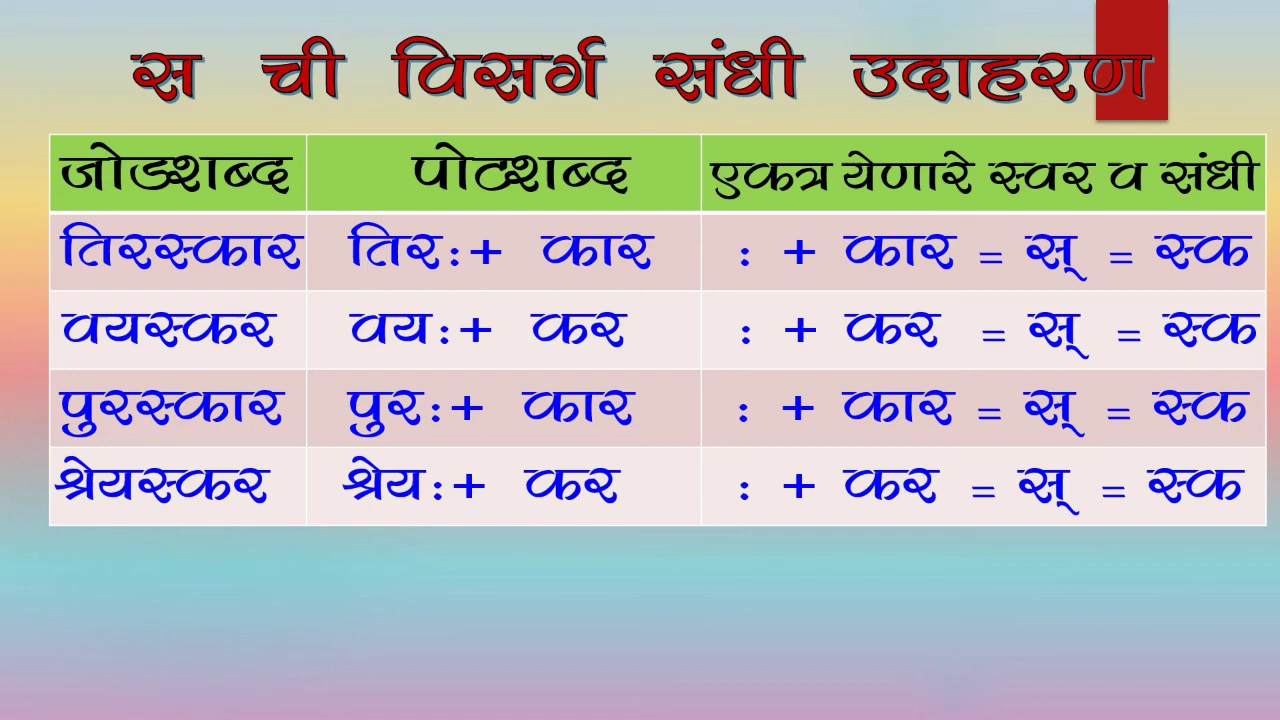 स ची विसर्ग संधी उदाहरण
जोडशब्द पोटशब्द एकत्र येणारे स्वर व संधी
तिरस्कार तिर:+ कार : + कार = स् = स्क
वयस्कर वय:+ कर : + कर = स् = स्क
पुरस्कार पुर:+ कार : + कार = स् = स्क
श्रेयस्कर श्रेय:+ कर : + कर = स् = स्क